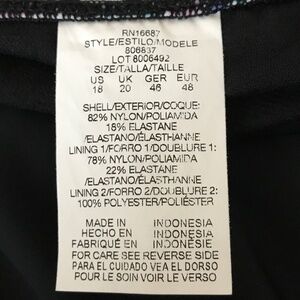 RN16687
STYLE/ESTILO/MODELE
806837
LOT 8006492
SIZE/TALLA/TAILLE
US UK GER EUR
18 20 46 48
SHELL/EXTERIOR/COQUE:
82% NYLON/POLIAMIDA
18% ELASTANE
/ELASTANO/ÉLASTHANNE
LINING 1/FORRO 1/DOUBLURE 1:
78% NYLON/POLIAMIDA
22% ELASTANE
/ELASTANO/ÉLASTHANNE
LINING 2/FORRO 2/DOUBLURE 2:
100% POLYESTER/POLIÉSTER
MADE IN INDONESIA
HECHO EN INDONESIA
FABRIQUÉ EN INDONÉSIE
FOR CARE SEE REVERSE SIDE
PARA EL CUIDADO VEA EL DORSO
POUR LE SOIN VOIR LE VERSO